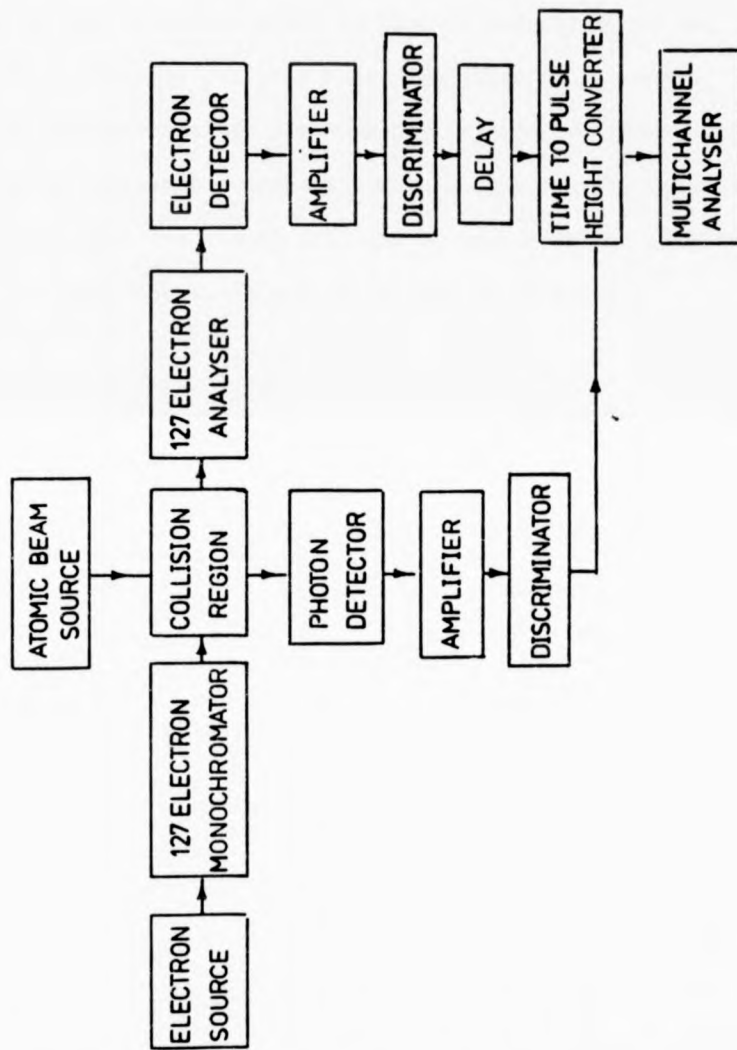 ATOMIC BEAM
SOURCE
ELECTRON
SOURCE
127 ELECTRON
MONOCHROMATOR
COLLISION
REGION
127 ELECTRON
ANALYSER
ELECTRON
DETECTOR
PHOTON
DETECTOR
AMPLIFIER
DISCRIMINATOR
AMPLIFIER
DISCRIMINATOR
DELAY
TIME TO PULSE
HEIGHT CONVERTER
MULTICHANNEL
ANALYSER